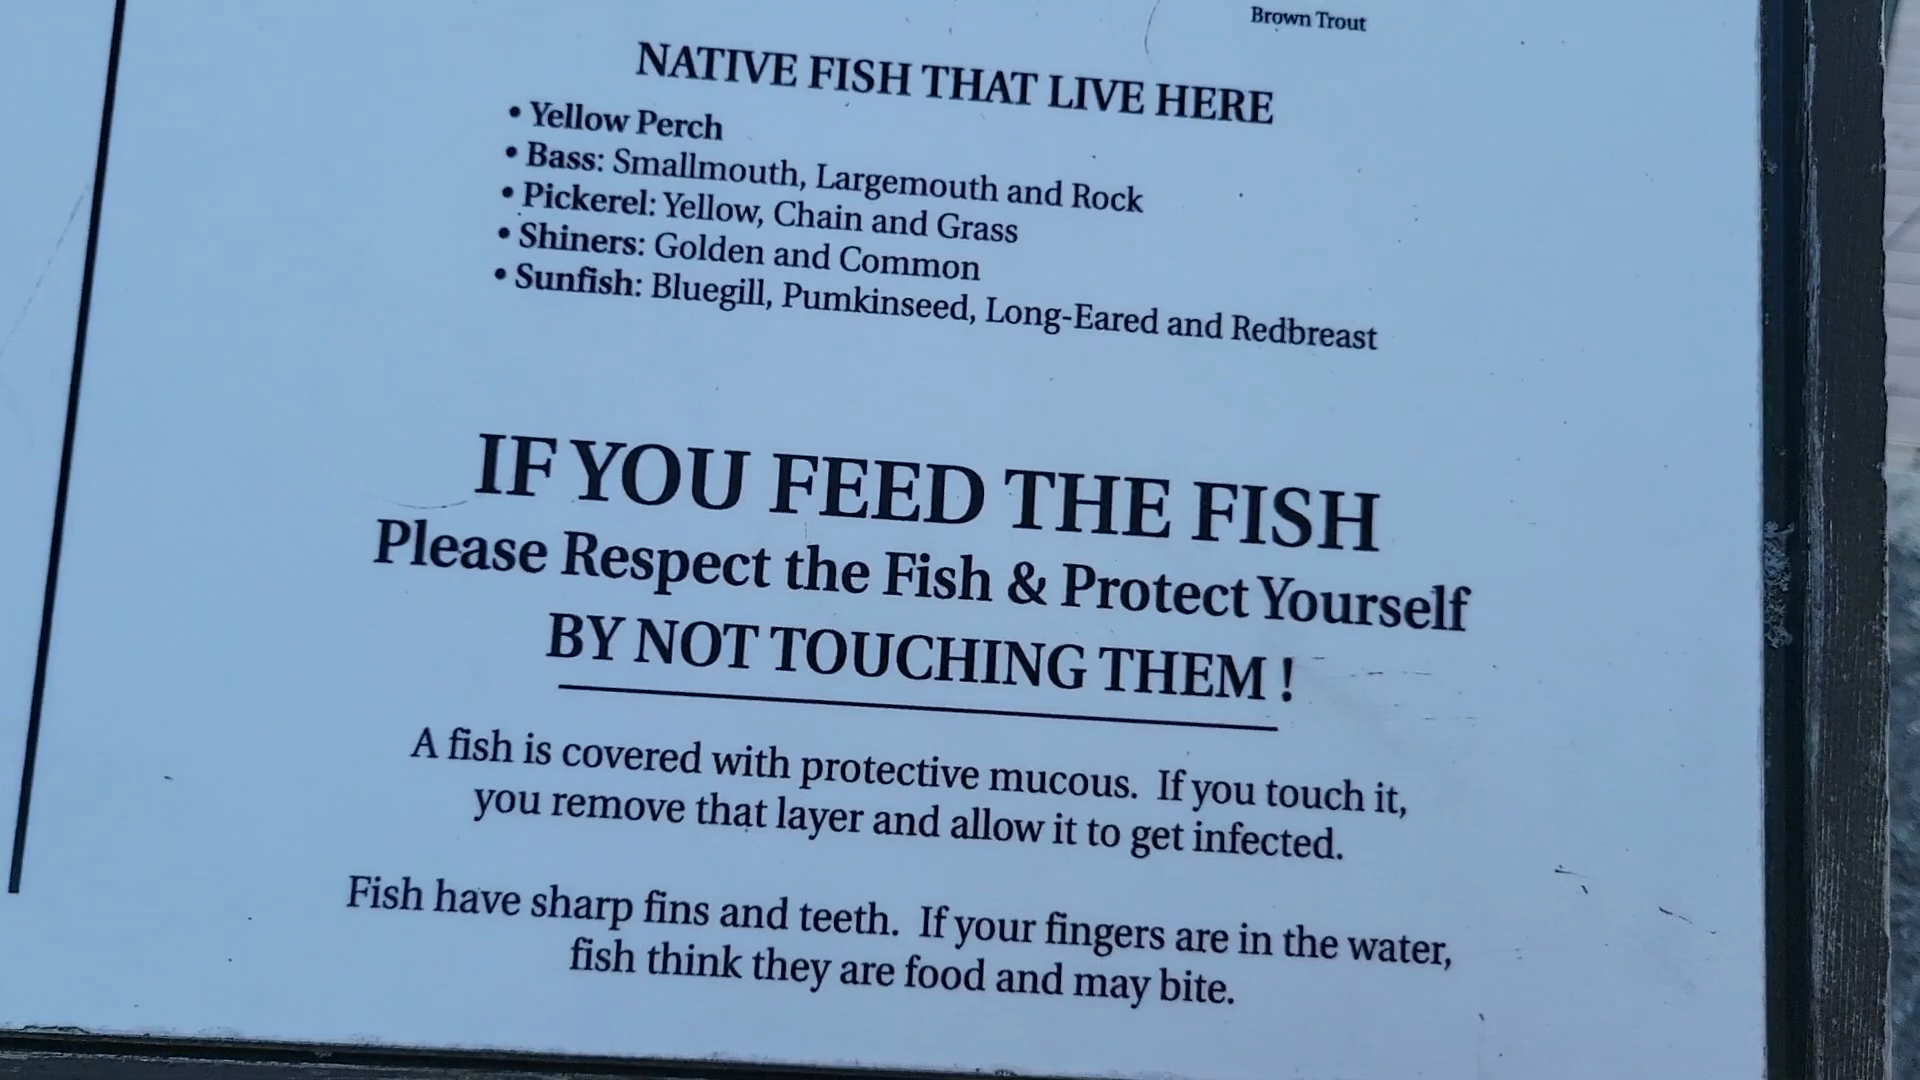 Brown Trout
NATIVE FISH THAT LIVE HERE
• Yellow Perch
• Bass: Smallmouth, Largemouth and Rock
• Pickerel: Yellow, Chain and Grass
• Shiners: Golden and Common
• Sunfish: Bluegill, Pumkinseed, Long-Eared and Redbreast
IF YOU FEED THE FISH
Please Respect the Fish & Protect Yourself
BY NOT TOUCHING THEM !
A fish is covered with protective mucous. If you touch it,
you remove that layer and allow it to get infected.
Fish have sharp fins and teeth. If your fingers are in the water,
fish think they are food and may bite.